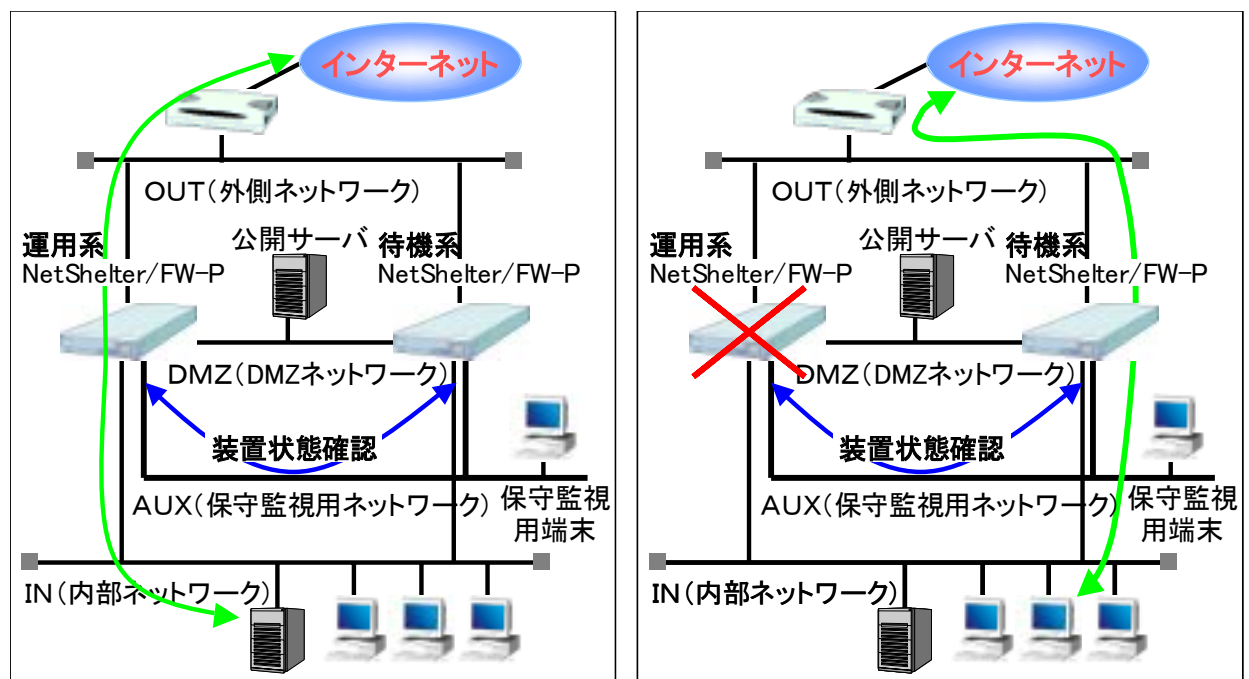 インターネット
OUT(外側ネットワーク)
運用系
NetShelter/FW-P
公開サーバ
待機系
NetShelter/FW-P
DMZ(DMZネットワーク)
装置状態確認
AUX(保守監視用ネットワーク)
保守監視
用端末
IN(内部ネットワーク)
インターネット
OUT(外側ネットワーク)
運用系
NetShelter/FW-P
公開サーバ
待機系
NetShelter/FW-P
DMZ(DMZネットワーク)
装置状態確認
AUX(保守監視用ネットワーク)
保守監視
用端末
IN(内部ネットワーク)